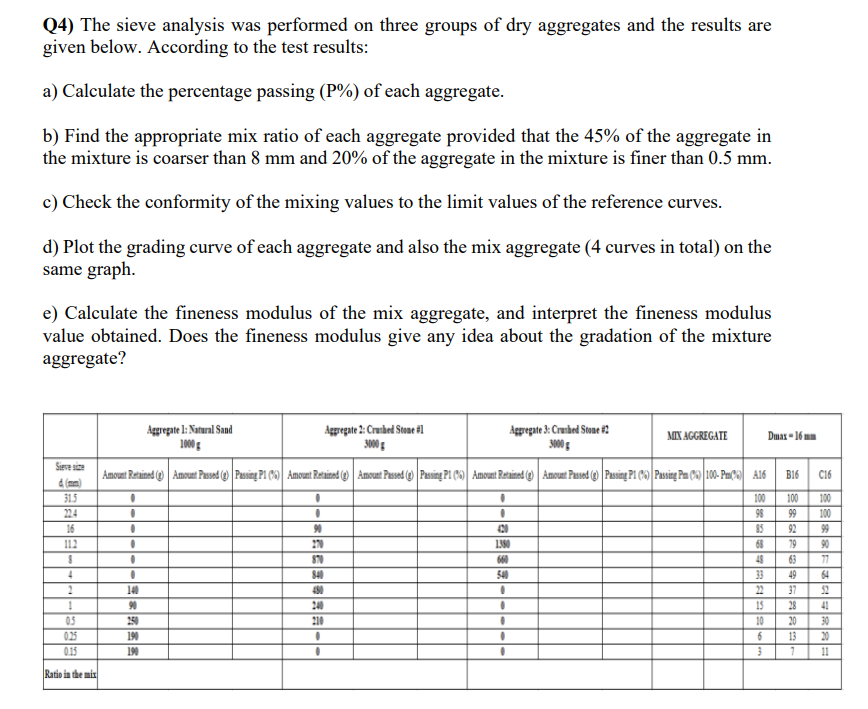 Q4) The sieve analysis was performed on three groups of dry aggregates and the results are
given below. According to the test results:
a) Calculate the percentage passing (P%) of each aggregate.
b) Find the appropriate mix ratio of each aggregate provided that the 45% of the aggregate in
the mixture is coarser than 8 mm and 20% of the aggregate in the mixture is finer than 0.5 mm.
c) Check the conformity of the mixing values to the limit values of the reference curves.
d) Plot the grading curve of each aggregate and also the mix aggregate (4 curves in total) on the
same graph.
e) Calculate the fineness modulus of the mix aggregate, and interpret the fineness modulus
value obtained. Does the fineness modulus give any idea about the gradation of the mixture
aggregate?
Aggregate 1: Natural Sand 1000 g Aggregate 2: Crushed Stone #1 3000 g Aggregate 3: Crushed Stone #2 3000 g MIX AGGREGATE Dmax = 16 mm
Sieve size d, (mm) Amount Retained (g) Amount Passed (g) Passing P1 (%) Amount Retained (g) Amount Passed (g) Passing P1 (%) Amount Retained (g) Amount Passed (g) Passing P1 (%) Passing Pm (%) 100- Pm(%) A16 B16 C16
31.5 0 0 0 100 100 100
22.4 0 0 0 98 99 100
16 0 90 420 85 92 99
11.2 0 270 1380 68 79 90
8 0 870 660 48 63 77
4 0 840 540 33 49 64
2 140 480 0 22 37 52
1 90 240 0 15 28 41
0.5 250 210 0 10 20 30
0.25 190 0 0 6 13 20
0.15 190 0 0 3 7 11
Ratio in the mix